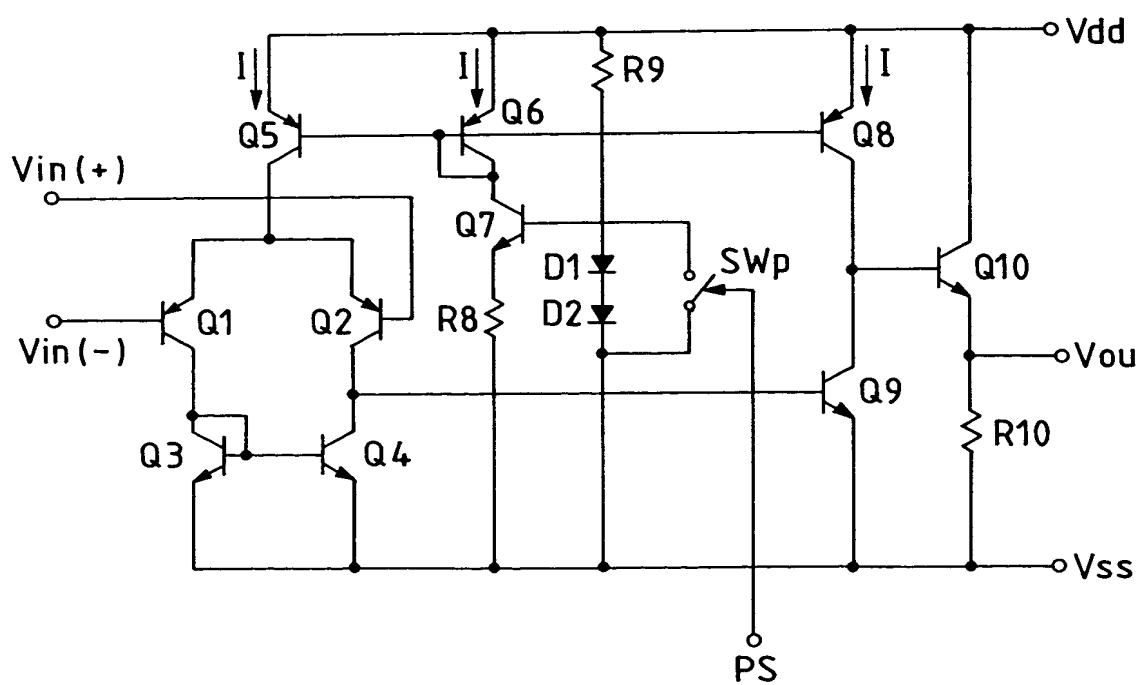 Vdd
I
I
I
R9
Q6
Q5
Q8
Vin(+)
Q7
SWp
D1
Q10
Q1
Q2
R8
D2
Vin(-)
Vou
Q9
R10
Q3
Q4
Vss
PS